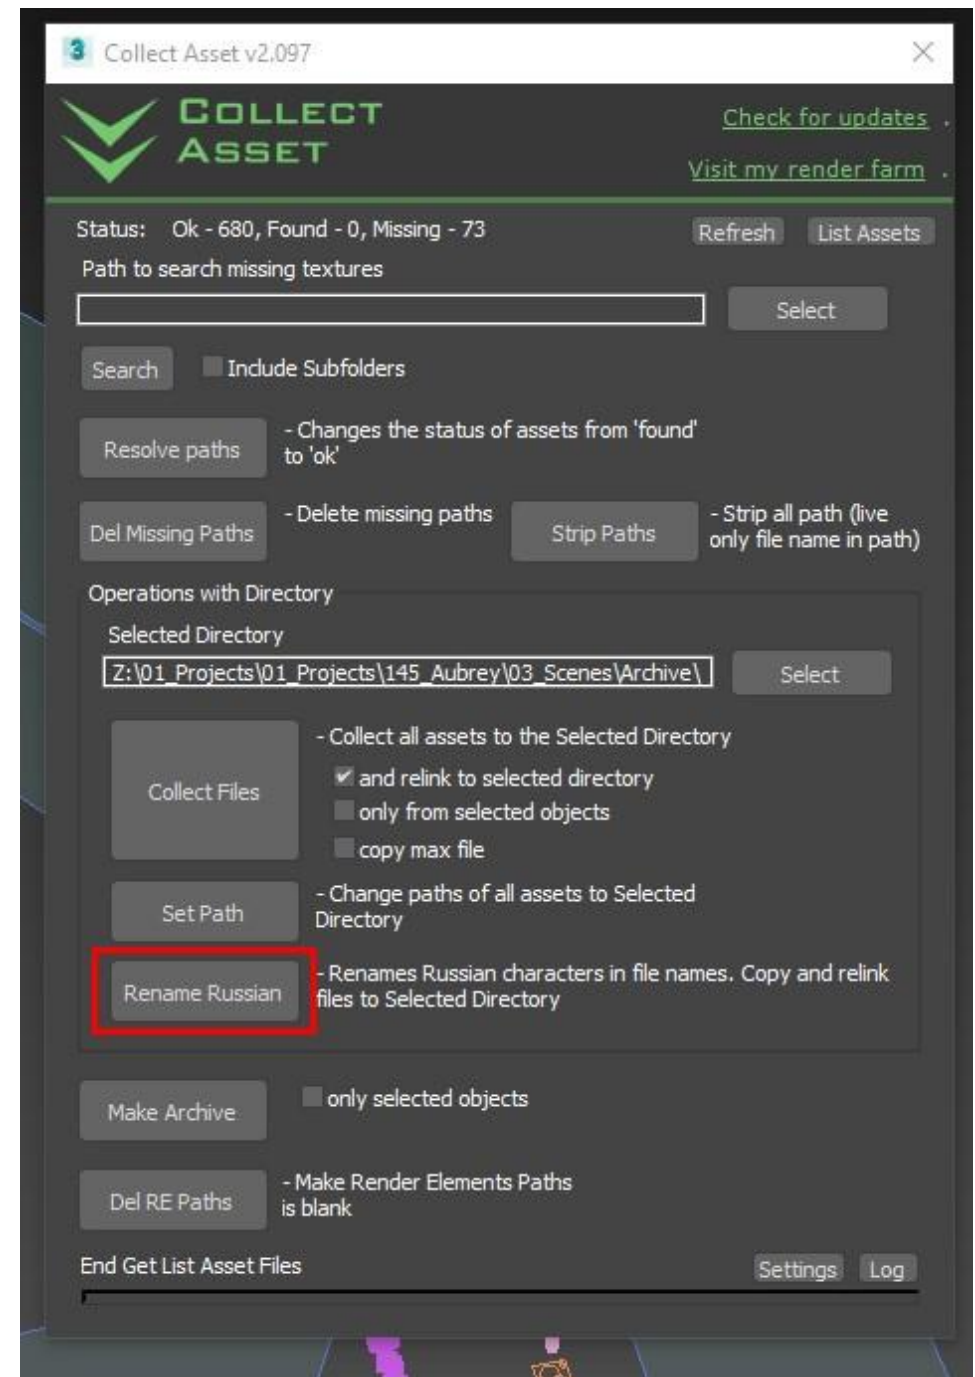 Collect Asset v2.097
COLLECT
ASSET
Check for updates .
Visit my render farm .
Status: Ok - 680, Found - 0, Missing - 73
Refresh
List Assets
Path to search missing textures
Select
Search
Include Subfolders
Resolve paths
- Changes the status of assets from 'found'
to 'ok'
Del Missing Paths
- Delete missing paths
Strip Paths
- Strip all path (live
only file name in path)
Operations with Directory
Selected Directory
Z:\01_Projects\01_Projects\145_Aubrey\03_Scenes\Archive\
Select
Collect Files
- Collect all assets to the Selected Directory
and relink to selected directory
only from selected objects
copy max file
Set Path
- Change paths of all assets to Selected
Directory
Rename Russian
- Renames Russian characters in file names. Copy and relink
files to Selected Directory
Make Archive
only selected objects
Del RE Paths
- Make Render Elements Paths
is blank
End Get List Asset Files
Settings
Log